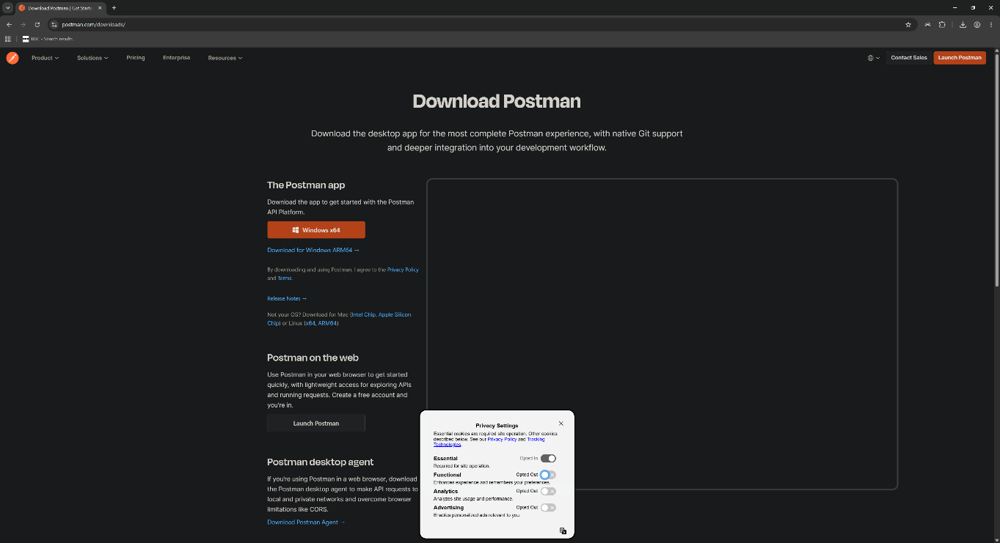 Download Postman | Get Starte
postman.com/downloads/
BBC - Search results...
Product
Solutions
Pricing
Enterprise
Resources
Contact Sales
Launch Postman
Download Postman
Download the desktop app for the most complete Postman experience, with native Git support
and deeper integration into your development workflow.
The Postman app
Download the app to get started with the Postman
API Platform.
Windows x64
Download for Windows ARM64 →
By downloading and using Postman, I agree to the Privacy Policy
and Terms.
Release Notes →
Not your OS? Download for Mac (Intel Chip, Apple Silicon
Chip) or Linux (x64, ARM64)
Postman on the web
Use Postman in your web browser to get started
quickly, with lightweight access for exploring APIs
and running requests. Create a free account and
you're in.
Launch Postman
Postman desktop agent
If you're using Postman in a web browser, download
the Postman desktop agent to make API requests to
local and private networks and overcome browser
limitations like CORS.
Download Postman Agent →
Privacy Settings
Essential cookies are required site operation. Other cookies
described below. See our Privacy Policy and Tracking
Technologies.
Essential Opted In
Required for site operation.
Functional Opted Out
Enhances experience and remembers your preferences.
Analytics Opted Out
Analyzes site usage and performance.
Advertising Opted Out
Enables personalized ads relevant to you.